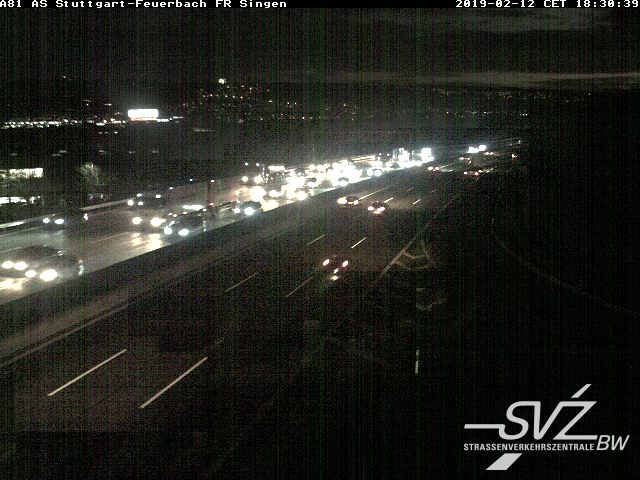 A81 AS Stuttgart-Feuerbach FR Singen
2019-02-12 CET 18:30:39
SVZ
STRASSENVERKEHRSZENTRALE BW